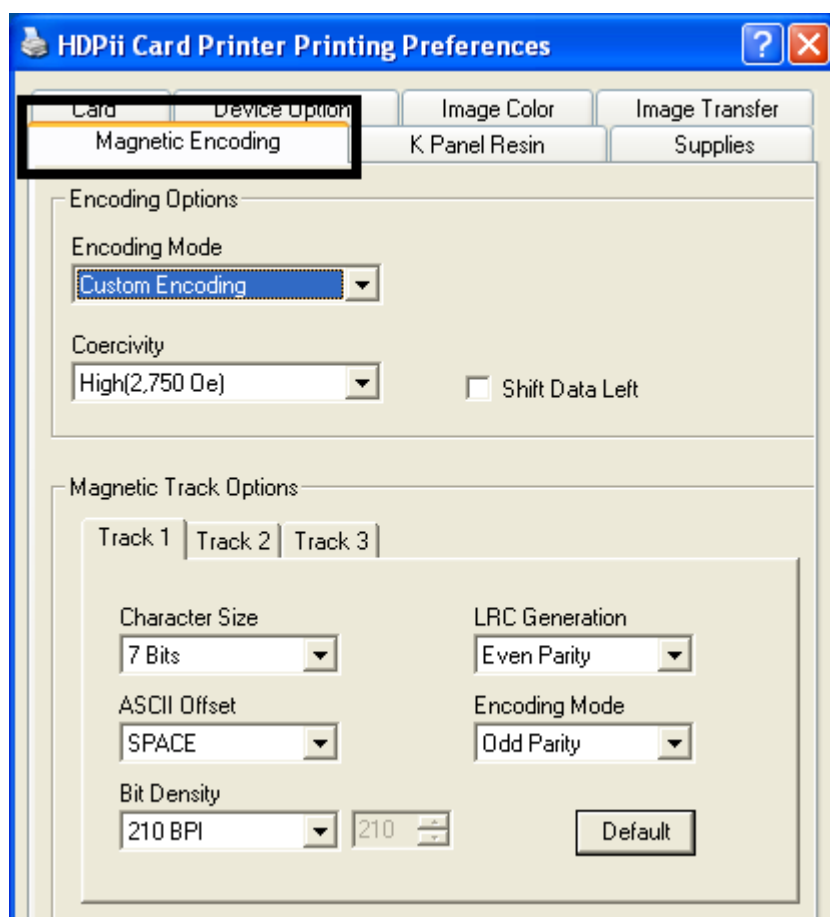 HDPii Card Printer Printing Preferences
Card Device Option Image Color Image Transfer
Magnetic Encoding K Panel Resin Supplies
Encoding Options
Encoding Mode
Custom Encoding
Coercivity
High(2,750 Oe) Shift Data Left
Magnetic Track Options
Track 1 Track 2 Track 3
Character Size LRC Generation
7 Bits Even Parity
ASCII Offset Encoding Mode
SPACE Odd Parity
Bit Density
210 BPI 210 Default